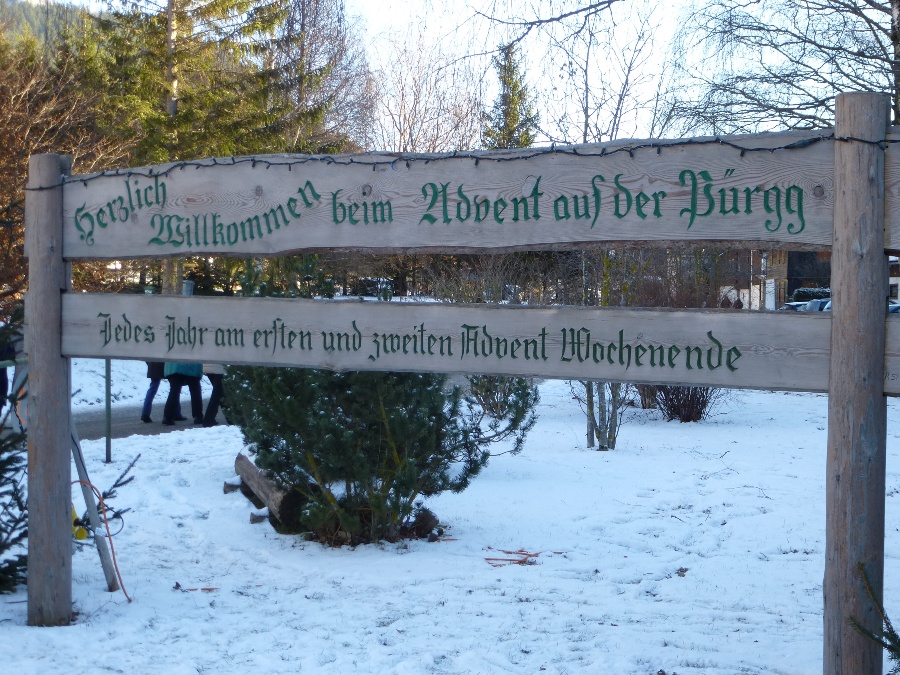 Herzlich Willkommen beim Advent auf der Pürgg
Jedes Jahr am ersten und zweiten Advent Wochenende